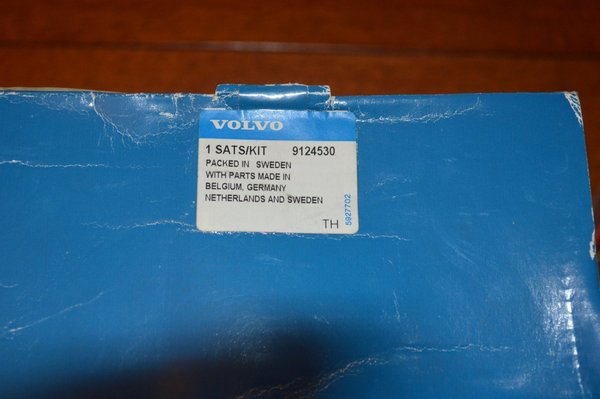 VOLVO
1 SATS/KIT 9124530
PACKED IN SWEDEN
WITH PARTS MADE IN
BELGIUM, GERMANY
NETHERLANDS AND SWEDEN
TH
5927702